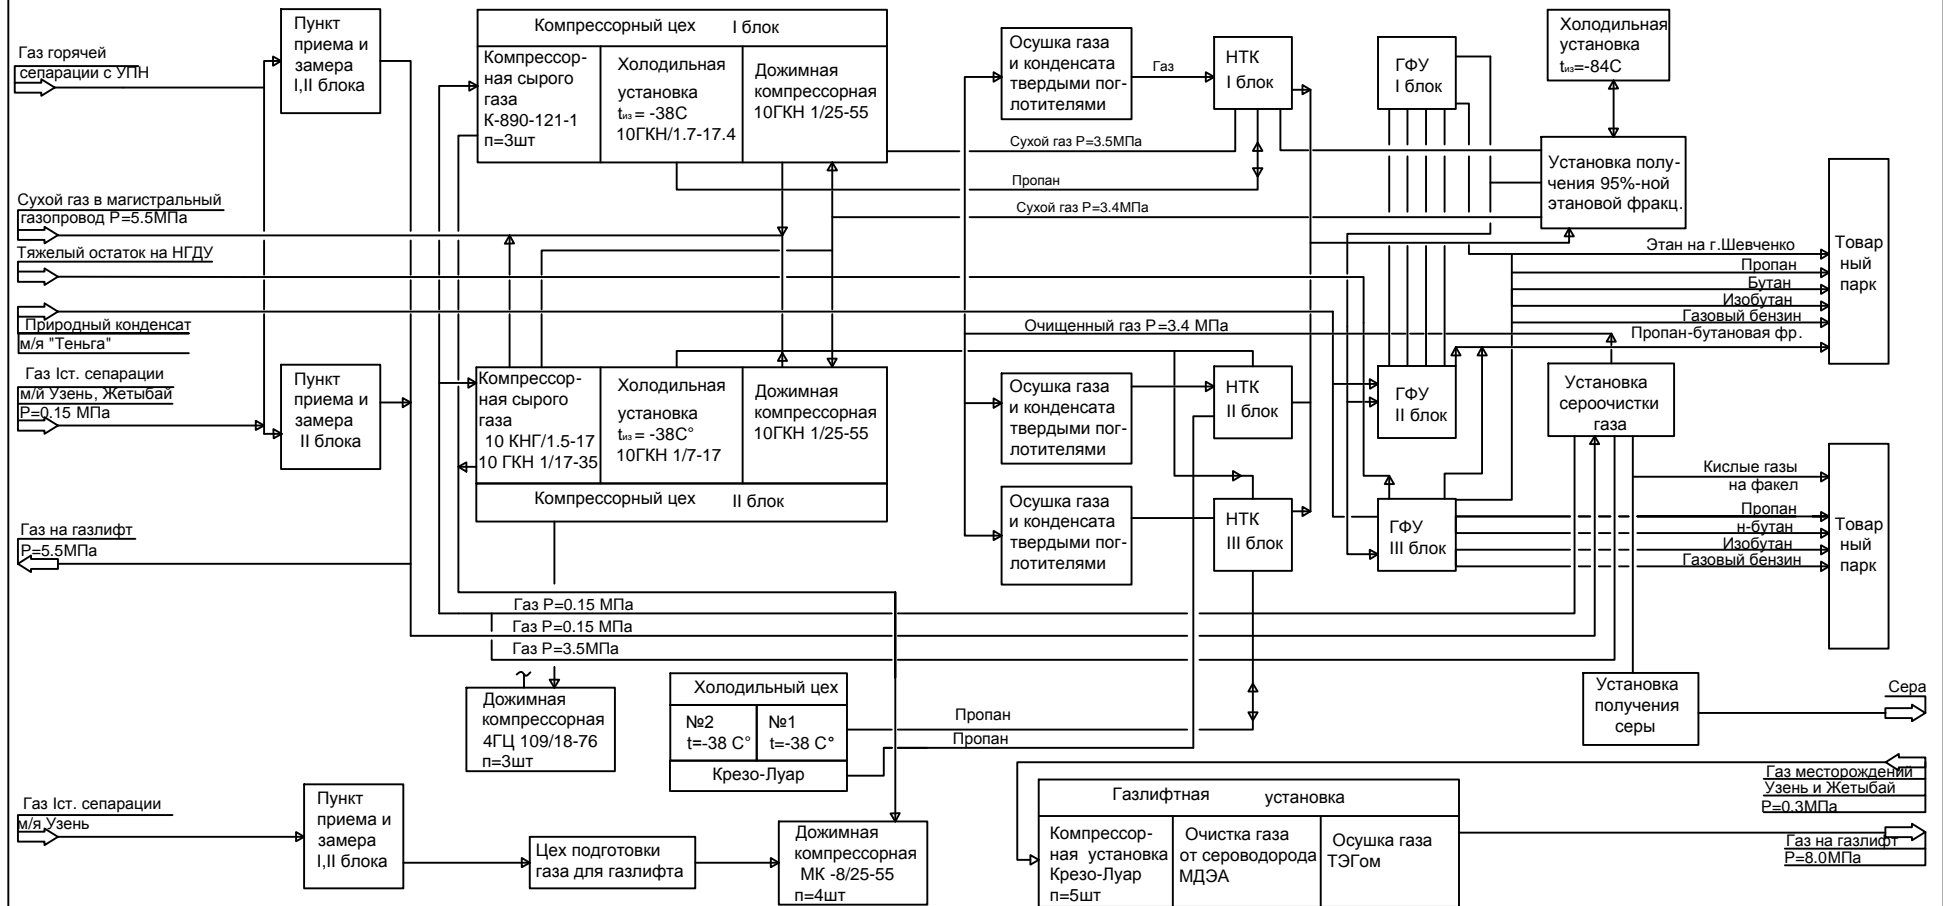 Газ горячей
сепарации с УПН
Пункт
приема и
замера
I,II блока
Компрессорный цех I блок
Компрессор-
ная сырого
газа
К-890-121-1
п=3шт
Холодильная
установка
tиз = -38С
10ГКН/1.7-17.4
Дожимная
компрессорная
10ГКН 1/25-55
Осушка газа
и конденсата
твердыми пог-
лотителями
Газ
НТК
I блок
ГФУ
I блок
Холодильная
установка
tиз=-84С
Сухой газ Р=3.5МПа
Пропан
Сухой газ Р=3.4МПа
Установка полу-
чения 95%-ной
этановой фракц.
Сухой газ в магистральный
газопровод Р=5.5МПа
Тяжелый остаток на НГДУ
Природный конденсат
м/я "Теньга"
Этан на г.Шевченко
Пропан
Бутан
Изобутан
Газовый бензин
Пропан-бутановая фр.
Товар
ный
парк
Очищенный газ Р=3.4 МПа
Газ Iст. сепарации
м/й Узень, Жетыбай
Р=0.15 МПа
Пункт
приема и
замера
II блока
Компрессор-
ная сырого
газа
10 КНГ/1.5-17
10 ГКН 1/17-35
Холодильная
установка
tиз = -38С°
10ГКН 1/7-17
Дожимная
компрессорная
10ГКН 1/25-55
Компрессорный цех II блок
Осушка газа
и конденсата
твердыми пог-
лотителями
НТК
II блок
ГФУ
II блок
Установка
сероочистки
газа
Осушка газа
и конденсата
твердыми пог-
лотителями
НТК
III блок
ГФУ
III блок
Кислые газы
на факел
Пропан
н-бутан
Изобутан
Газовый бензин
Товар
ный
парк
Газ на газлифт
Р=5.5МПа
Газ Р=0.15 МПа
Газ Р=0.15 МПа
Газ Р=3.5МПа
Дожимная
компрессорная
4ГЦ 109/18-76
п=3шт
Холодильный цех
№2
t=-38 С°
№1
t=-38 С°
Крезо-Луар
Пропан
Пропан
Установка
получения
серы
Сера
Газ месторождений
Узень и Жетыбай
Р=0.3МПа
Газ Iст. сепарации
м/я Узень
Пункт
приема и
замера
I,II блока
Цех подготовки
газа для газлифта
Дожимная
компрессорная
МК -8/25-55
п=4шт
Газлифтная установка
Компрессор-
ная установка
Крезо-Луар
п=5шт
Очистка газа
от сероводорода
МДЭА
Осушка газа
ТЭГом
Газ на газлифт
Р=8.0МПа